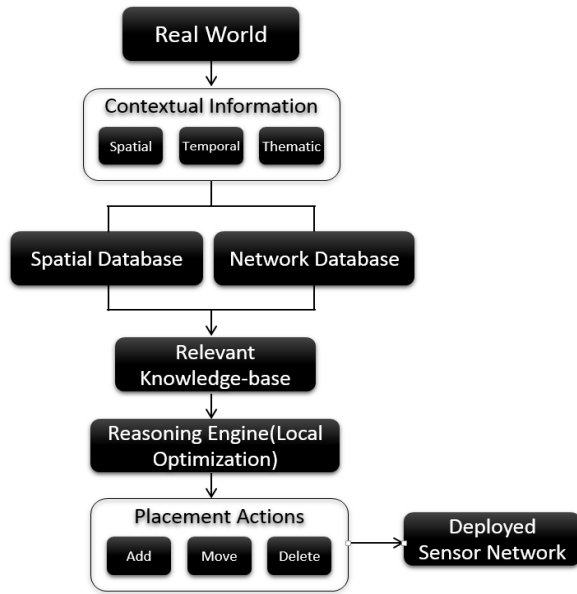 Real World
Contextual Information
Spatial
Temporal
Thematic
Spatial Database
Network Database
Relevant
Knowledge-base
Reasoning Engine(Local
Optimization)
Placement Actions
Add
Move
Delete
Deployed
Sensor Network